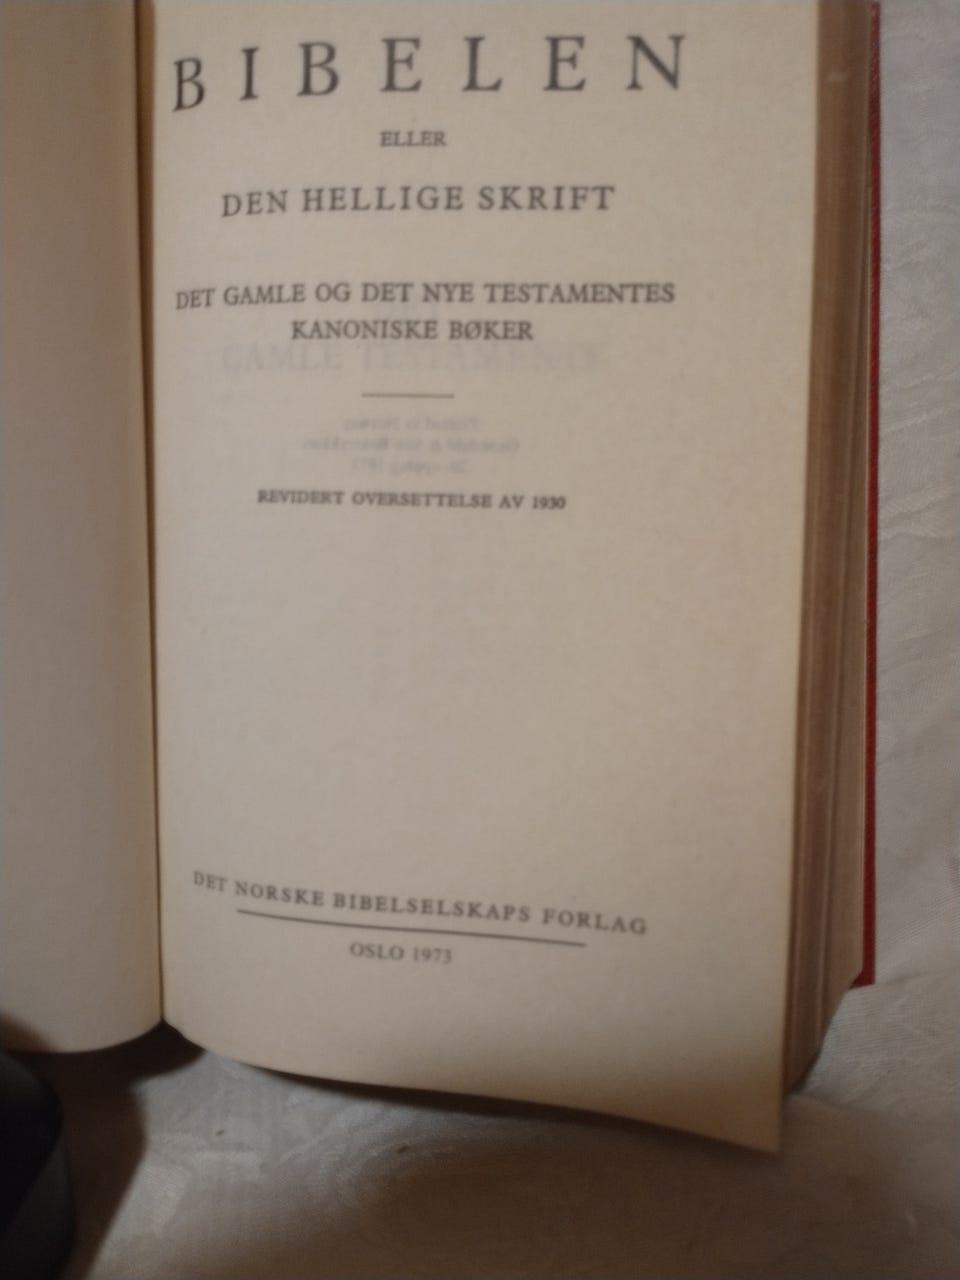 BIBELEN
ELLER
DEN HELLIGE SKRIFT
DET GAMLE OG DET NYE TESTAMENTES
KANONISKE BØKER
REVIDERT OVERSETTELSE AV 1930
DET NORSKE BIBELSELSKAPS FORLAG
OSLO 1973